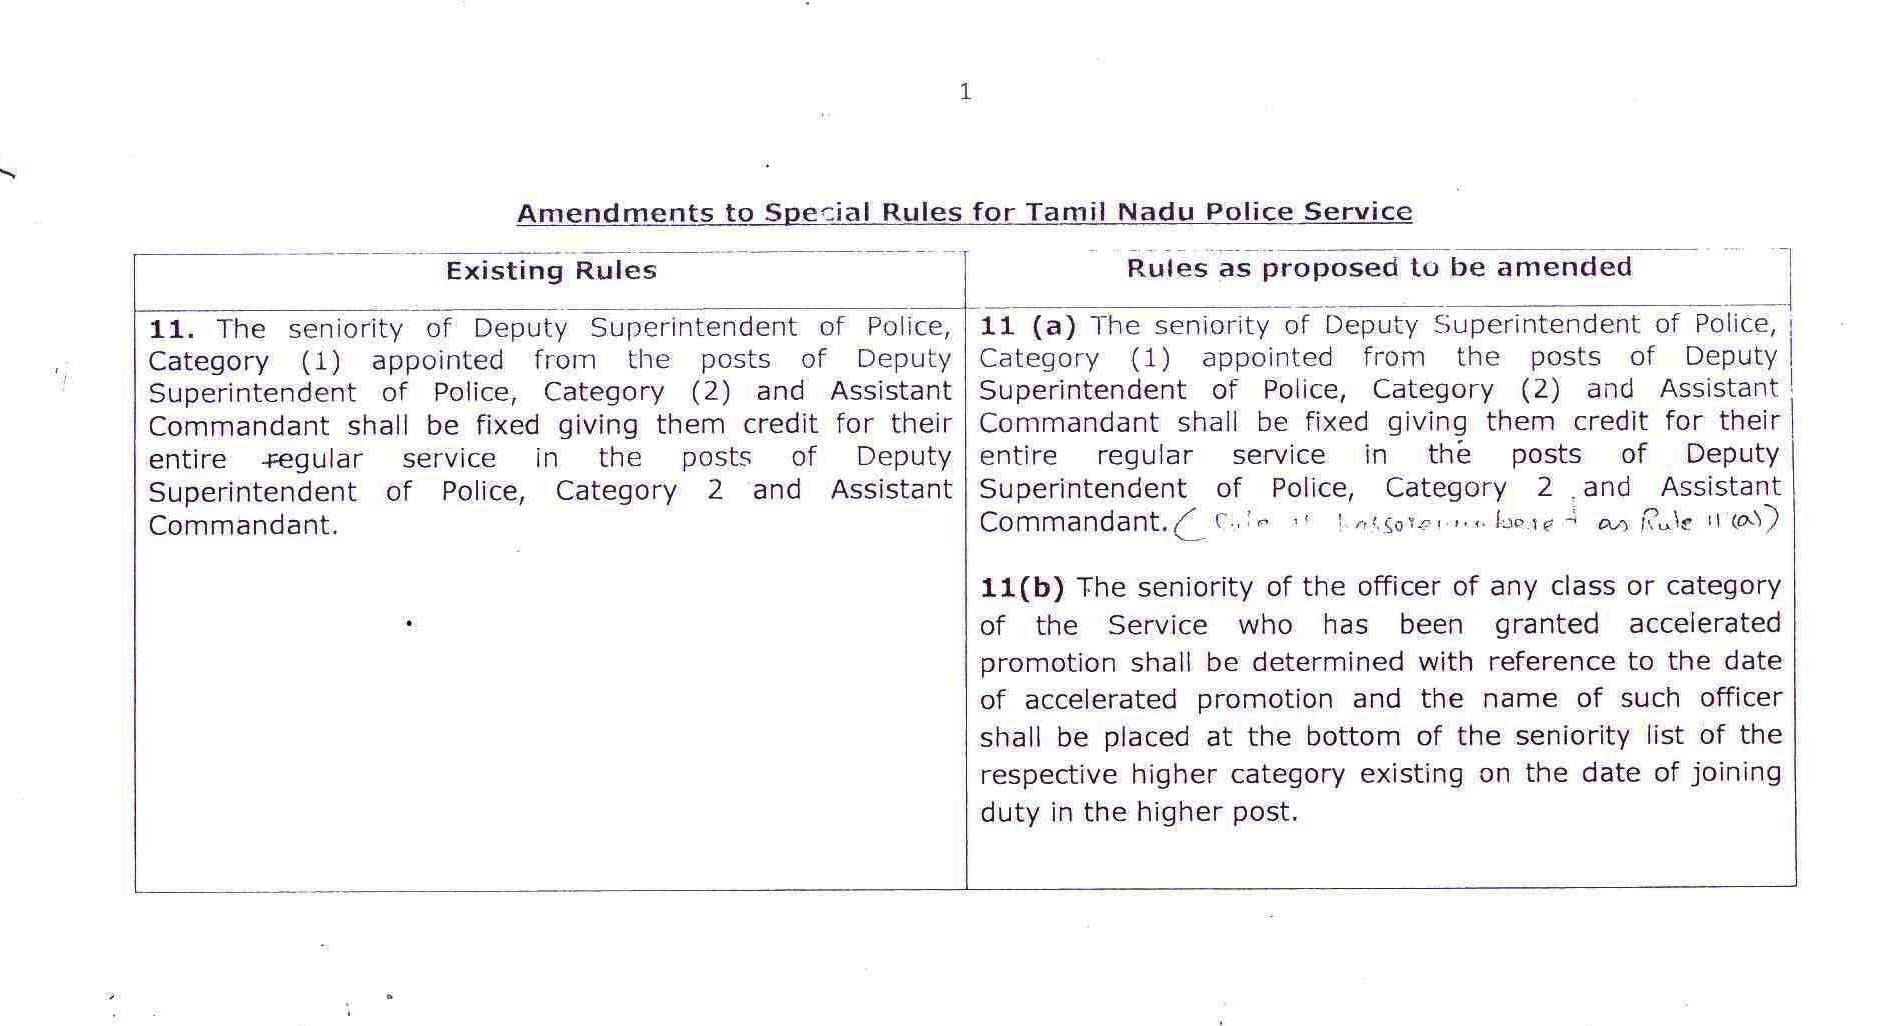 1
Amendments to Special Rules for Tamil Nadu Police Service
Existing Rules
11. The seniority of Deputy Superintendent of Police,
Category (1) appointed from the posts of Deputy
Superintendent of Police, Category (2) and Assistant
Commandant shall be fixed giving them credit for their
entire regular service in the posts of Deputy
Superintendent of Police, Category 2 and Assistant
Commandant.
Rules as proposed to be amended
11 (a) The seniority of Deputy Superintendent of Police,
Category (1) appointed from the posts of Deputy
Superintendent of Police, Category (2) and Assistant
Commandant shall be fixed giving them credit for their
entire regular service in the posts of Deputy
Superintendent of Police, Category 2 and Assistant
Commandant. ( as Rule 11 (a))
11(b) The seniority of the officer of any class or category
of the Service who has been granted accelerated
promotion shall be determined with reference to the date
of accelerated promotion and the name of such officer
shall be placed at the bottom of the seniority list of the
respective higher category existing on the date of joining
duty in the higher post.